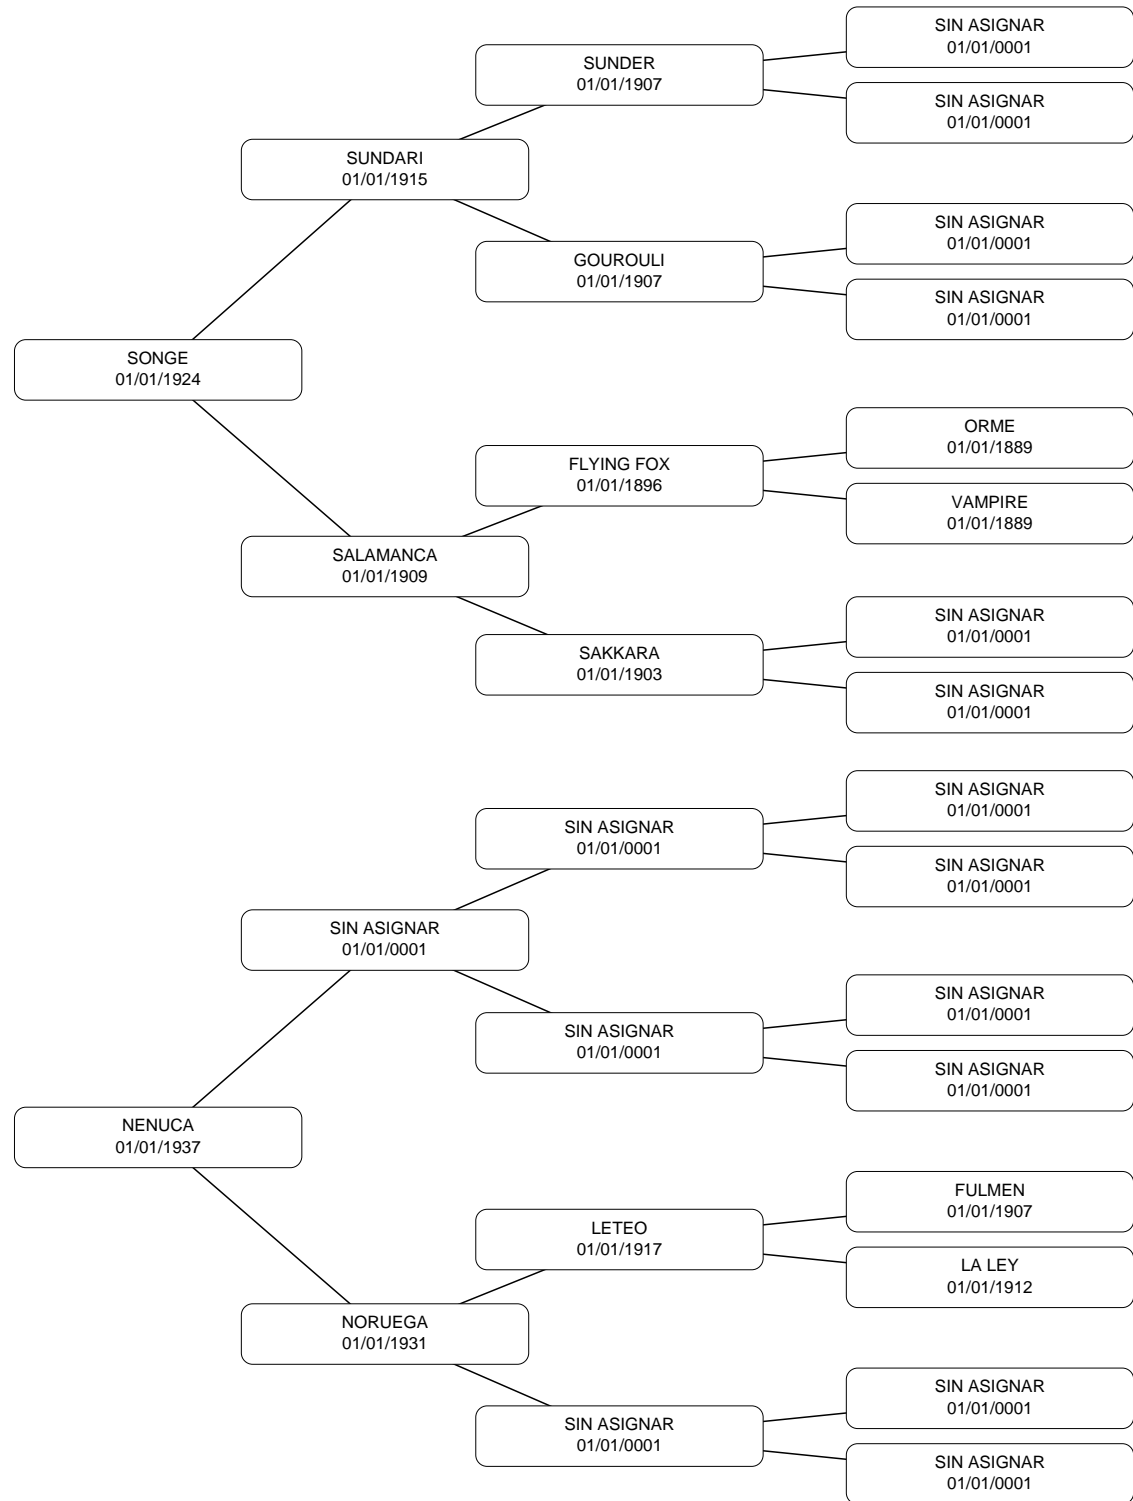 SIN ASIGNAR
01/01/0001
SUNDER
01/01/1907
SIN ASIGNAR
01/01/0001
SUNDARI
01/01/1915
SIN ASIGNAR
01/01/0001
GOUROULI
01/01/1907
SIN ASIGNAR
01/01/0001
SONGE
01/01/1924
ORME
01/01/1889
FLYING FOX
01/01/1896
VAMPIRE
01/01/1889
SALAMANCA
01/01/1909
SIN ASIGNAR
01/01/0001
SAKKARA
01/01/1903
SIN ASIGNAR
01/01/0001
SIN ASIGNAR
01/01/0001
SIN ASIGNAR
01/01/0001
SIN ASIGNAR
01/01/0001
SIN ASIGNAR
01/01/0001
SIN ASIGNAR
01/01/0001
SIN ASIGNAR
01/01/0001
SIN ASIGNAR
01/01/0001
NENUCA
01/01/1937
FULMEN
01/01/1907
LETEO
01/01/1917
LA LEY
01/01/1912
NORUEGA
01/01/1931
SIN ASIGNAR
01/01/0001
SIN ASIGNAR
01/01/0001
SIN ASIGNAR
01/01/0001